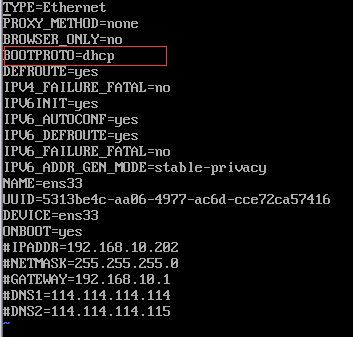 TYPE=Ethernet
PROXY_METHOD=none
BROWSER_ONLY=no
BOOTPROTO=dhcp
DEFROUTE=yes
IPV4_FAILURE_FATAL=no
IPV6INIT=yes
IPV6_AUTOCONF=yes
IPV6_DEFROUTE=yes
IPV6_FAILURE_FATAL=no
IPV6_ADDR_GEN_MODE=stable-privacy
NAME=ens33
UUID=5313be4c-aa06-4977-ac6d-cce72ca57416
DEVICE=ens33
ONBOOT=yes
#IPADDR=192.168.10.202
#NETMASK=255.255.255.0
#GATEWAY=192.168.10.1
#DNS1=114.114.114.114
#DNS2=114.114.114.115
~